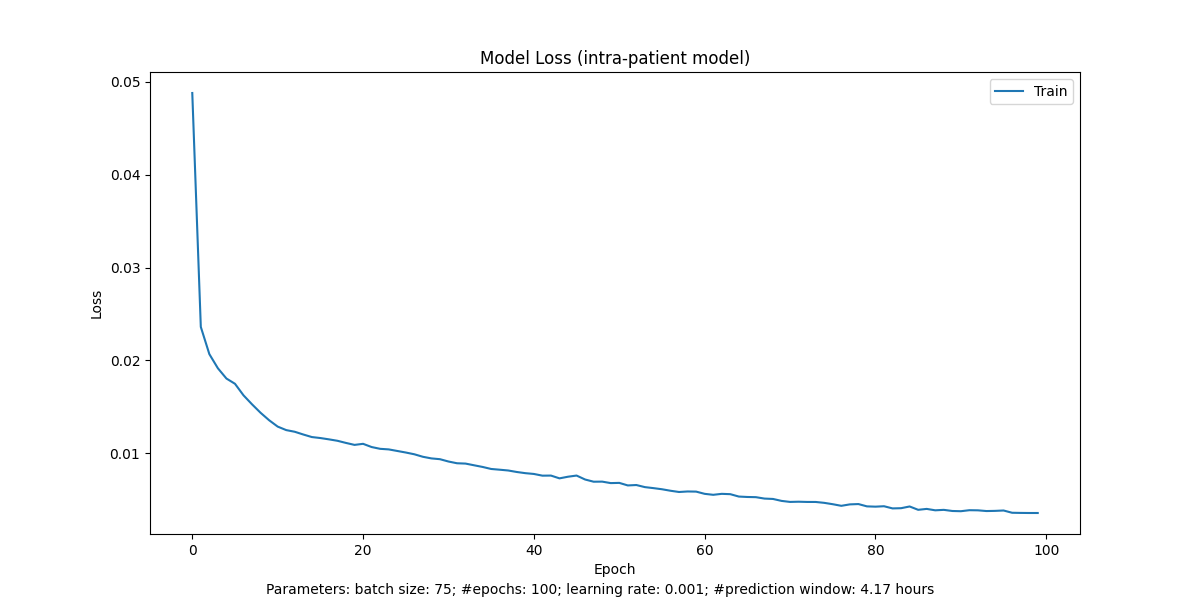 Model Loss (intra-patient model)
Train
0.05
0.04
0.03
0.02
0.01
Loss
0 20 40 60 80 100
Epoch
Parameters: batch size: 75; #epochs: 100; learning rate: 0.001; #prediction window: 4.17 hours